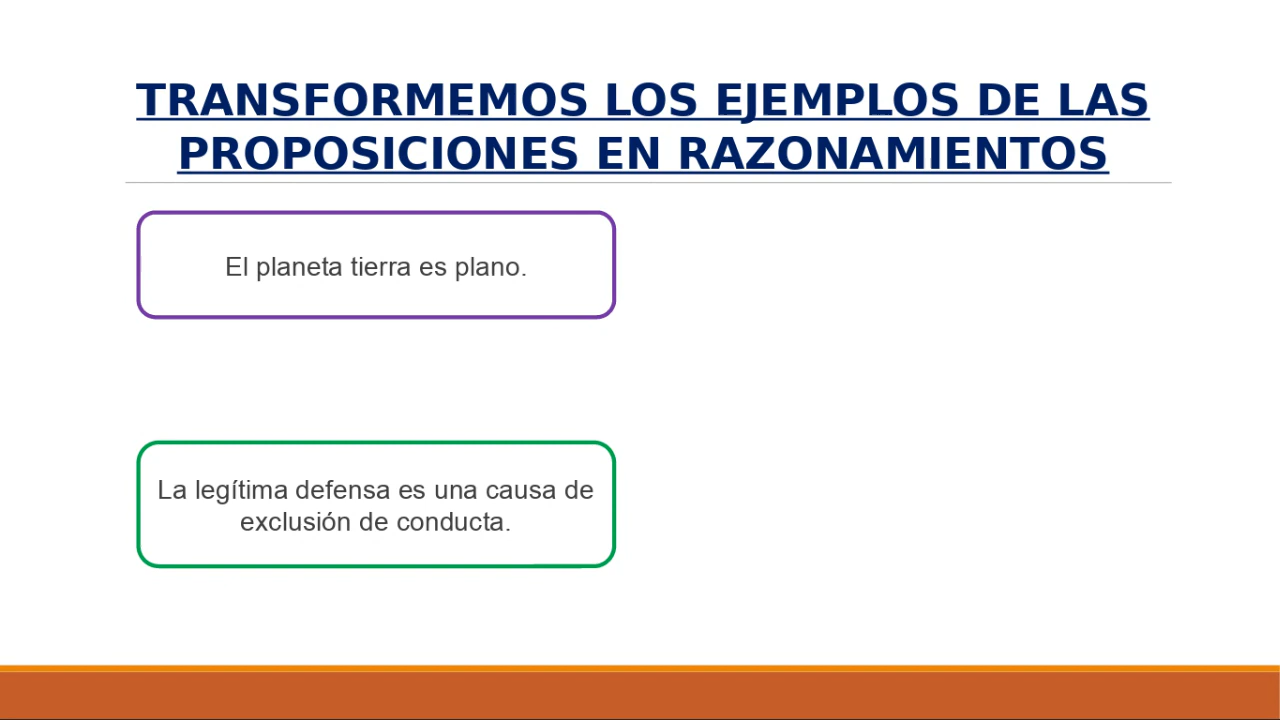 TRANSFORMEMOS LOS EJEMPLOS DE LAS
PROPOSICIONES EN RAZONAMIENTOS
El planeta tierra es plano.
La legítima defensa es una causa de
exclusión de conducta.